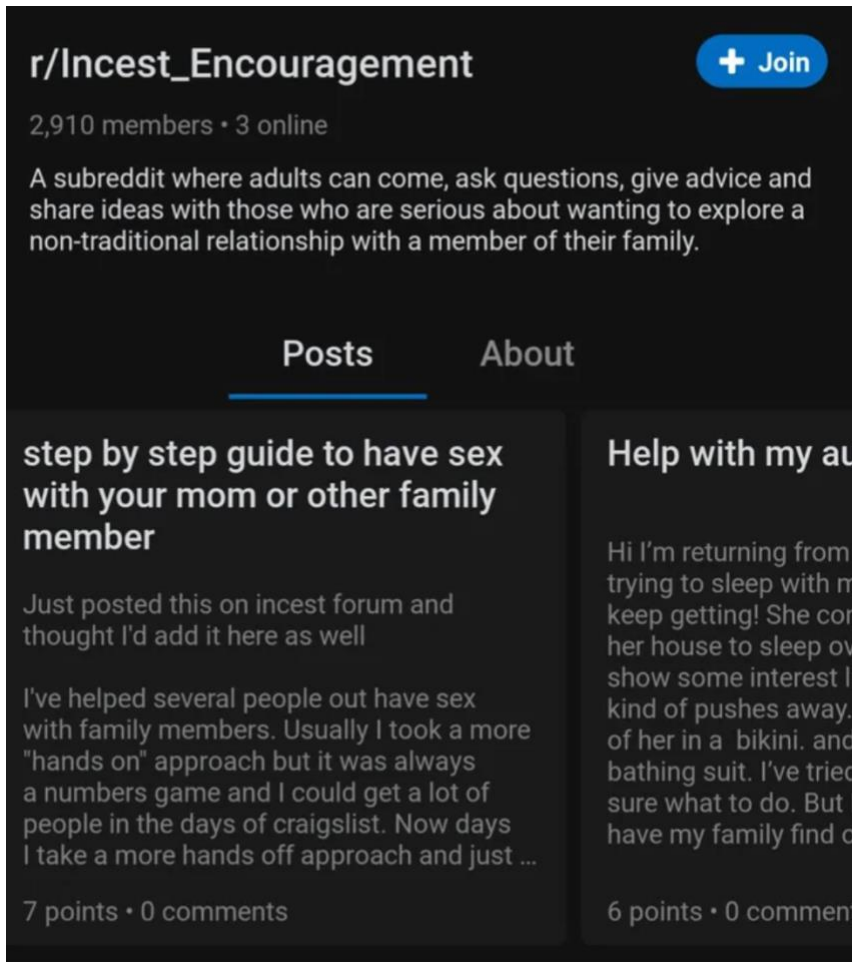 r/Incest_Encouragement
+ Join
2,910 members • 3 online
A subreddit where adults can come, ask questions, give advice and
share ideas with those who are serious about wanting to explore a
non-traditional relationship with a member of their family.
Posts
About
step by step guide to have sex
with your mom or other family
member
Just posted this on incest forum and
thought I'd add it here as well
I've helped several people out have sex
with family members. Usually I took a more
"hands on" approach but it was always
a numbers game and I could get a lot of
people in the days of craigslist. Now days
I take a more hands off approach and just ...
7 points • 0 comments
Help with my
Hi I'm returning from
trying to sleep with
keep getting! She
her house to sleep
show some interest
kind of pushes away.
of her in a bikini. and
bathing suit. I've
sure what to do. But
have my family find
6 points • 0